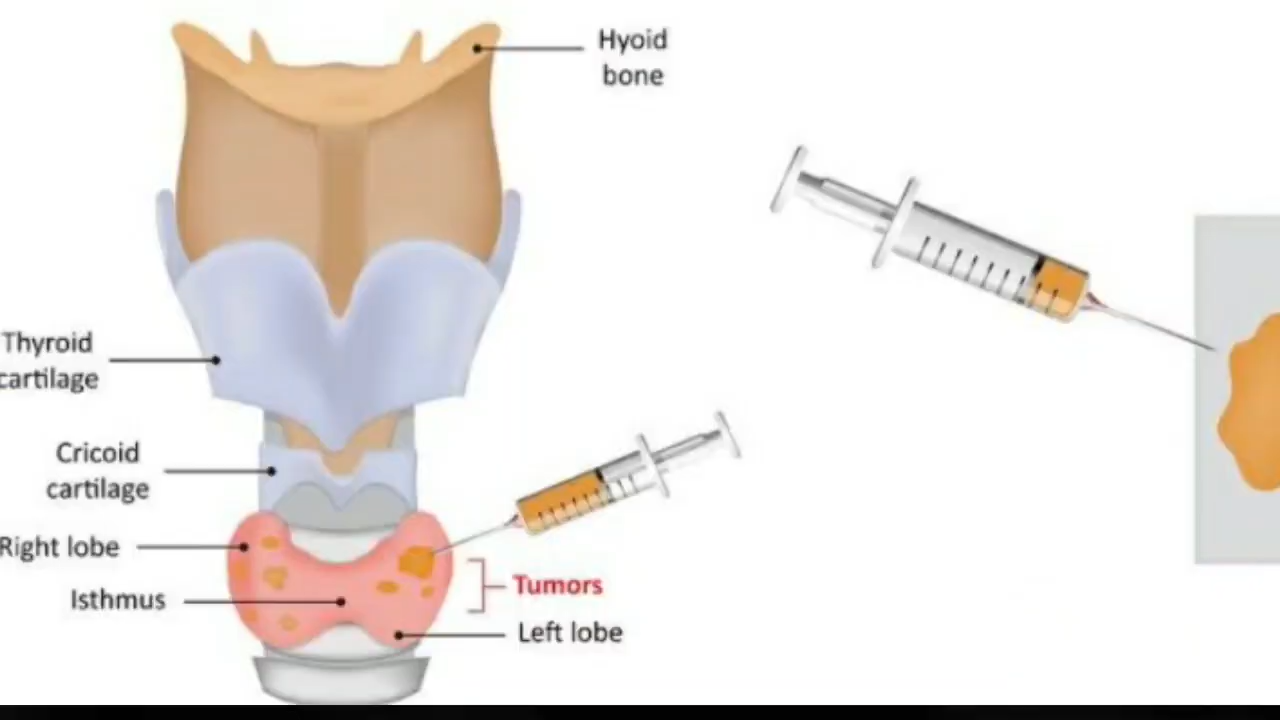 Hyoid
bone
Thyroid
cartilage
Cricoid
cartilage
Right lobe
Isthmus
Tumors
Left lobe